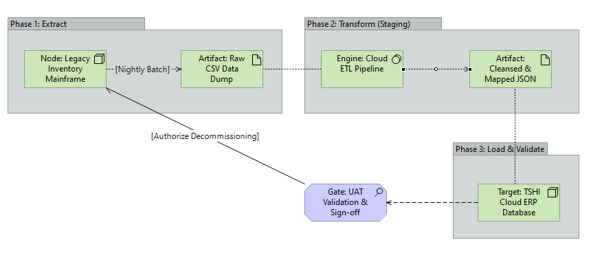 Phase 1: Extract
Node: Legacy
Inventory
Mainframe
[Nightly Batch]
Artifact: Raw
CSV Data
Dump
Phase 2: Transform (Staging)
Engine: Cloud
ETL Pipeline
Artifact:
Cleansed &
Mapped JSON
[Authorize Decommissioning]
Phase 3: Load & Validate
Gate: UAT
Validation &
Sign-off
Target: TSHI
Cloud ERP
Database